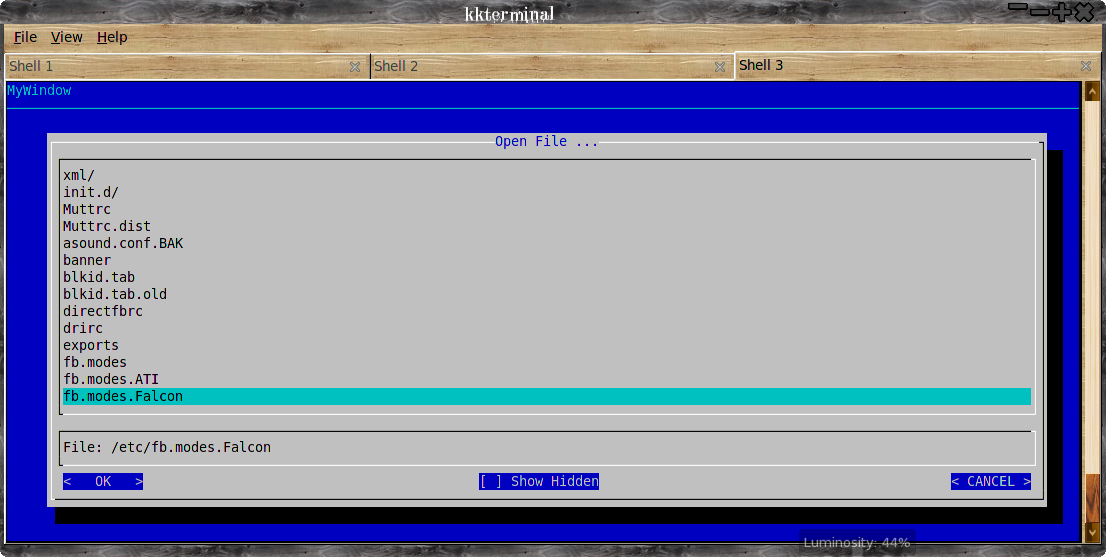 kkterminal
File View Help
Shell 1 Shell 2 Shell 3
MyWindow
Open File ...
xml/
init.d/
Muttrc
Muttrc.dist
asound.conf.BAK
banner
blkid.tab
blkid.tab.old
directfbrc
drirc
exports
fb.modes
fb.modes.ATI
fb.modes.Falcon
File: /etc/fb.modes.Falcon
< OK > [ ] Show Hidden < CANCEL >
Luminosity: 44%